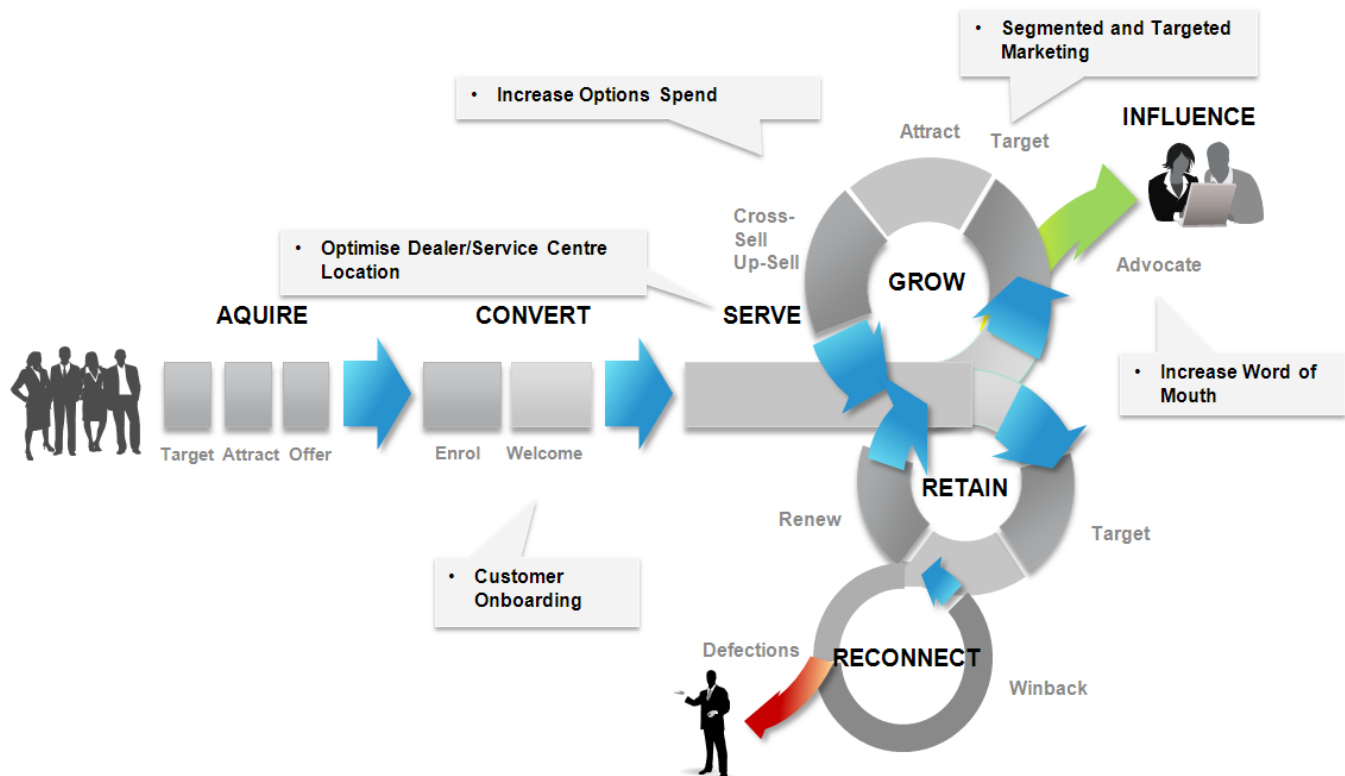 • Segmented and Targeted
Marketing
• Increase Options Spend
INFLUENCE
Attract
Target
Cross-
Sell
Up-Sell
• Optimise Dealer/Service Centre
Location
Advocate
GROW
AQUIRE
CONVERT
SERVE
• Increase Word of
Mouth
Target
Attract
Offer
Enrol
Welcome
RETAIN
Renew
Target
• Customer
Onboarding
Defections
RECONNECT
Winback